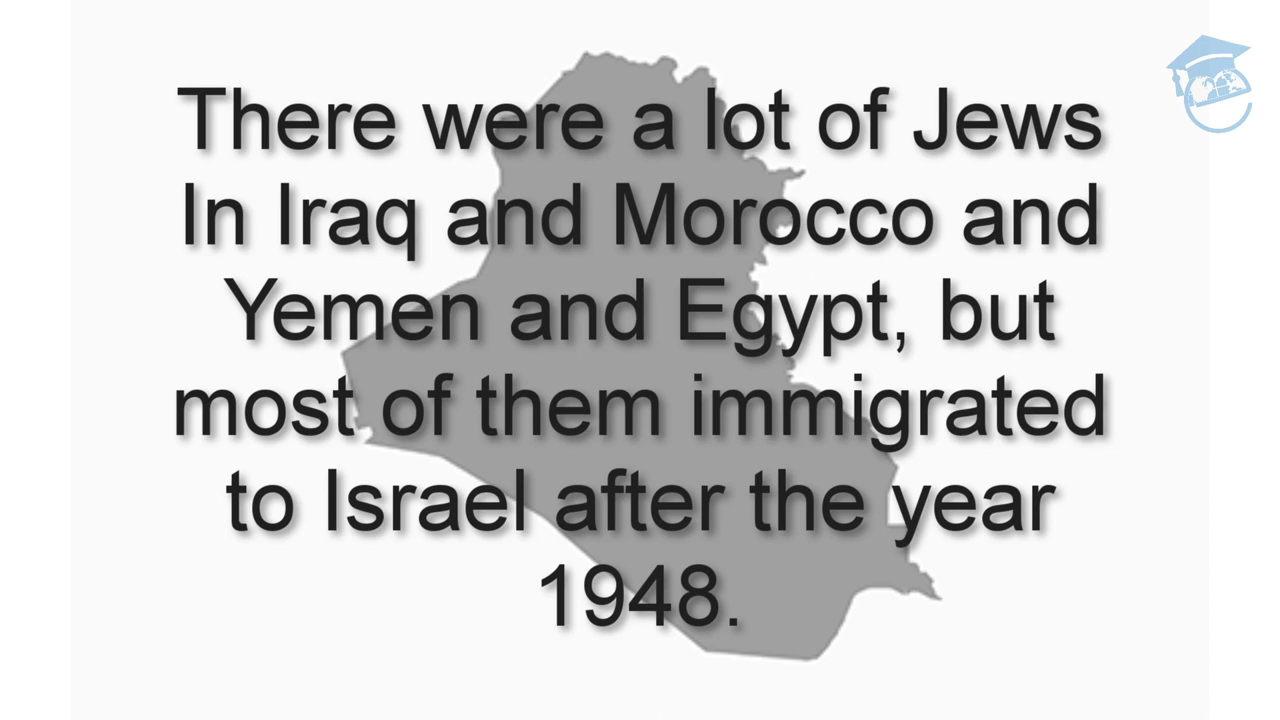 There were a lot of Jews
In Iraq and Morocco and
Yemen and Egypt, but
most of them immigrated
to Israel after the year
1948.